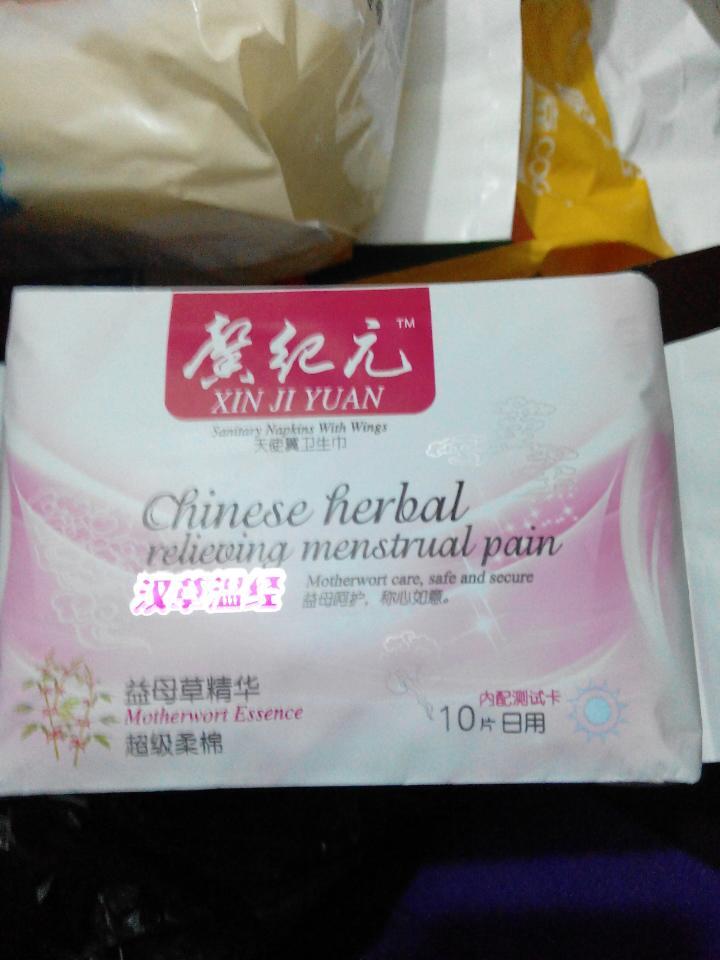 馨纪元 TM
XIN JI YUAN
Sanitary Napkins With Wings
天使翼卫生巾
Chinese herbal
relieving menstrual pain
汉草温经
Motherwort care, safe and secure
益母呵护，称心如意。
益母草精华
Motherwort Essence
超级柔棉
内配测试卡
10片日用